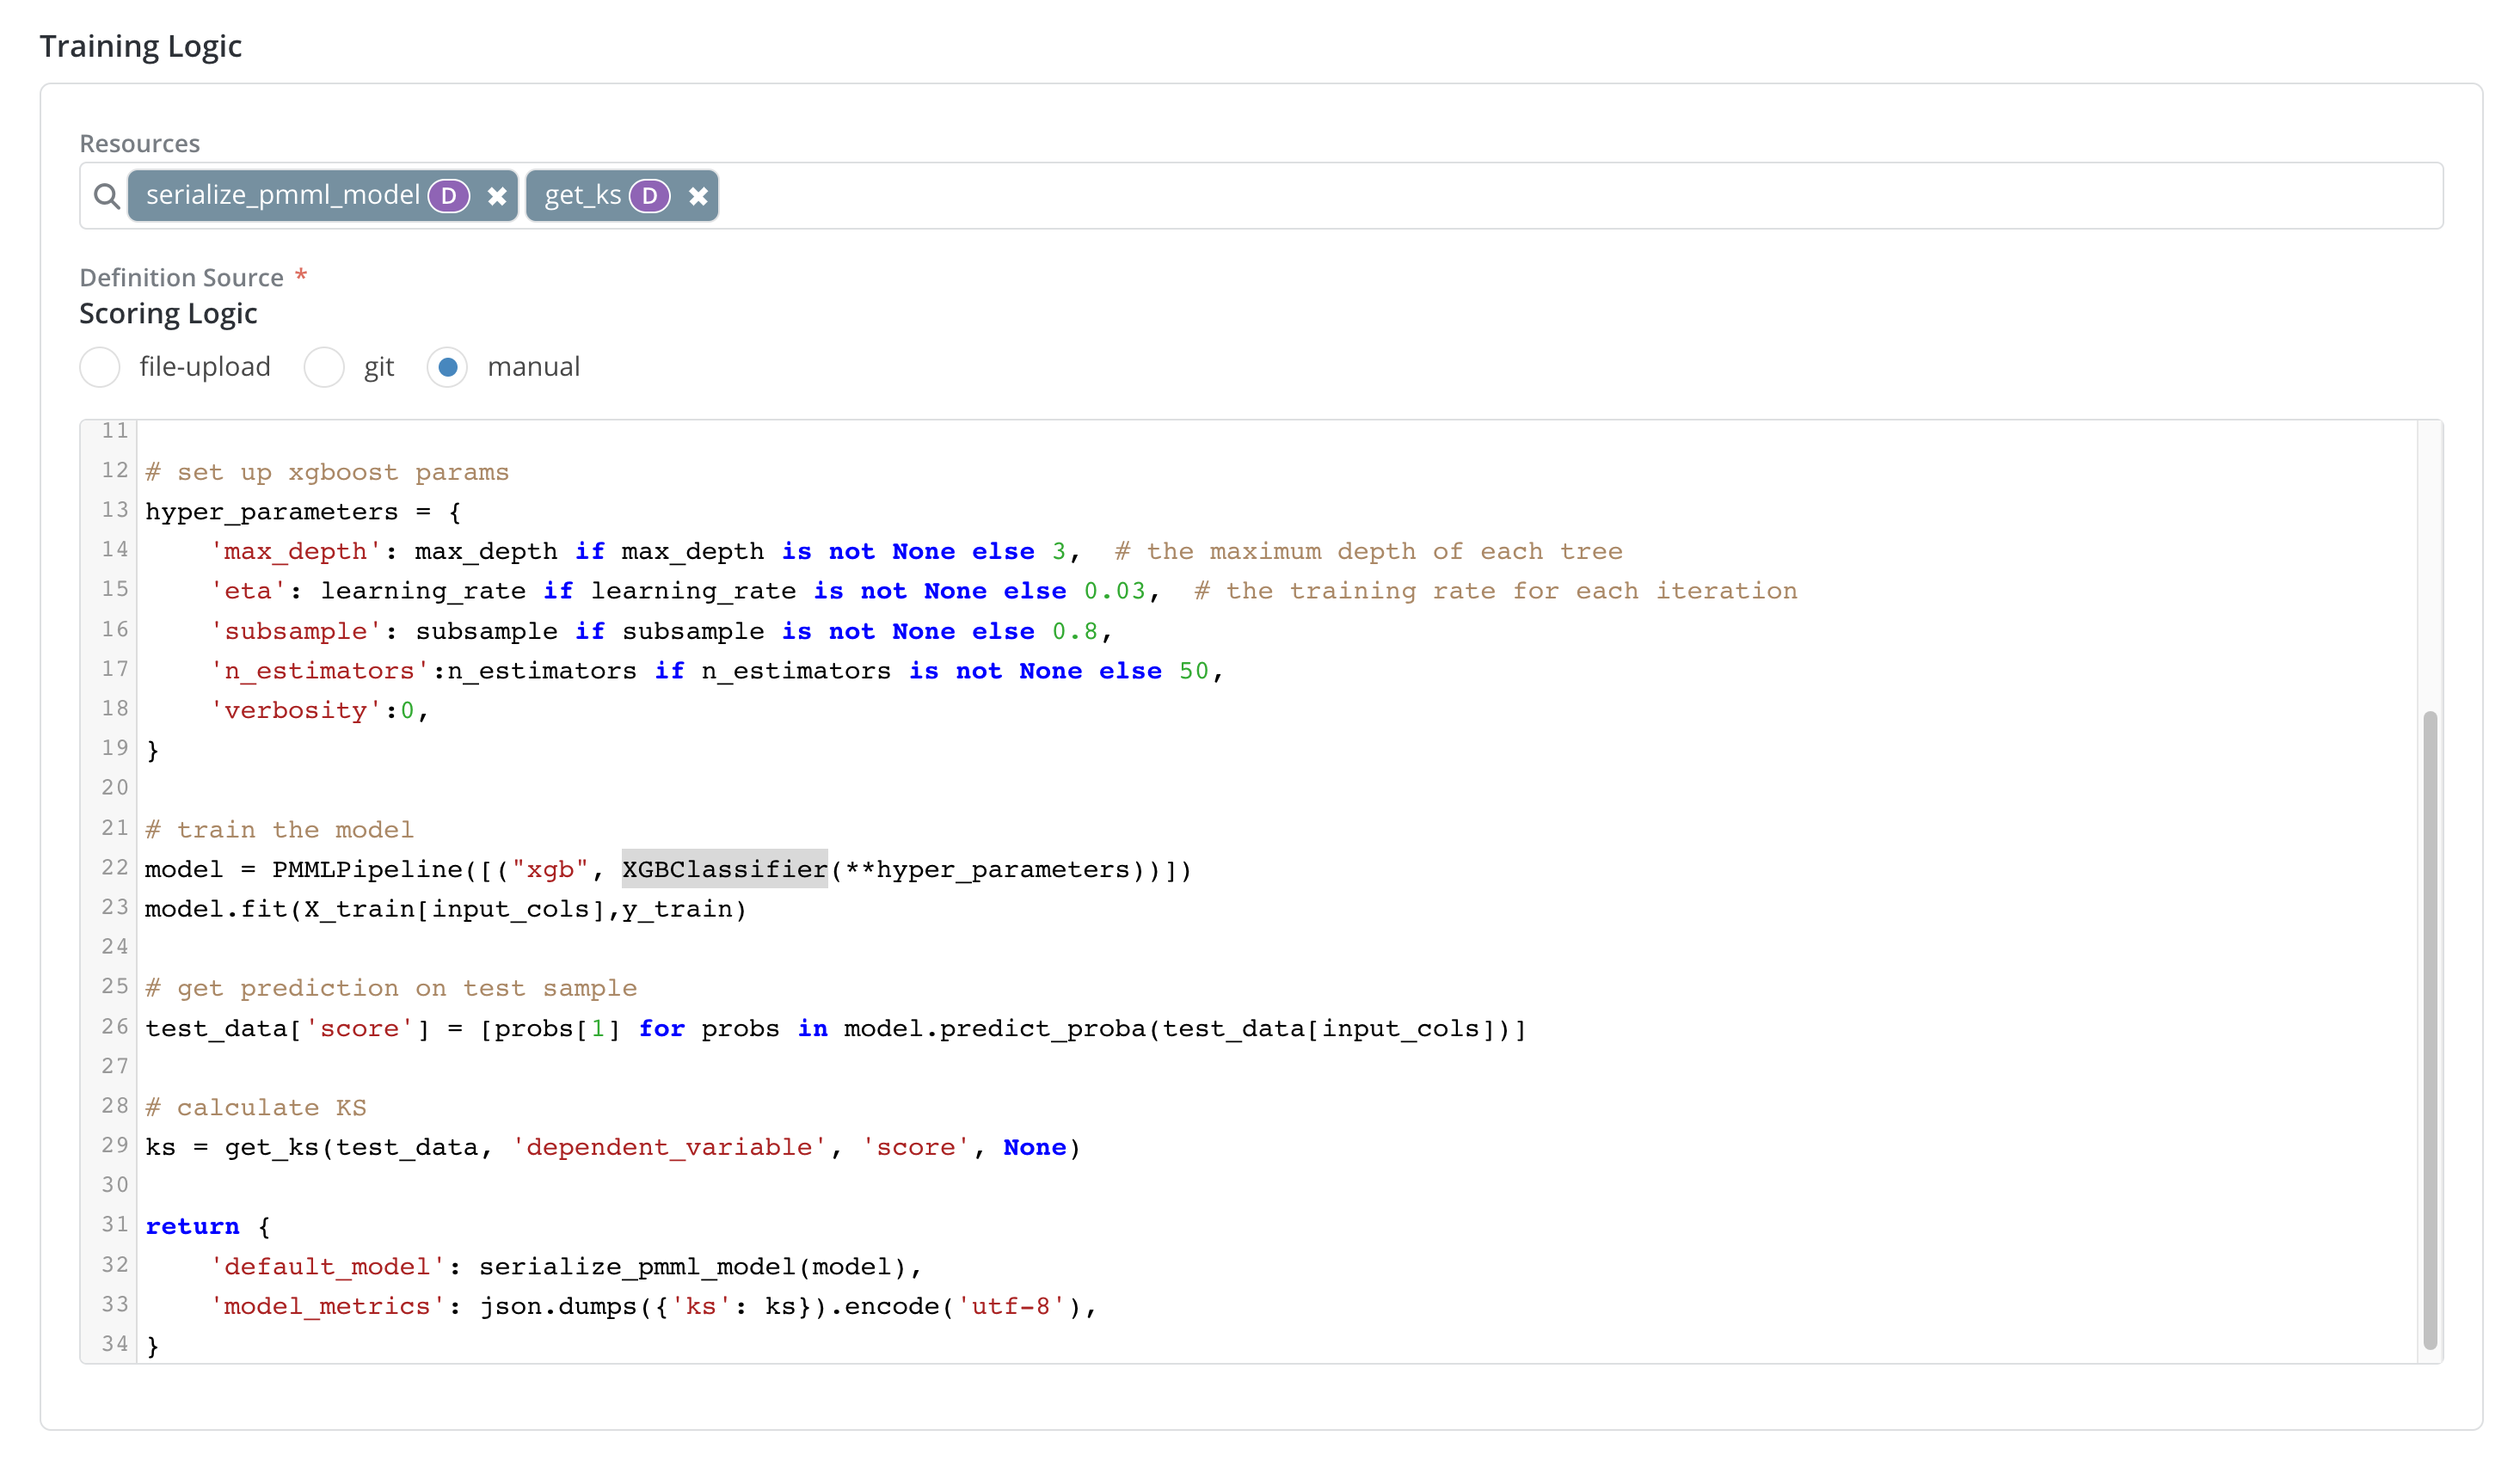 Training Logic
Resources
serialize_pmml_model D ✖ get_ks D ✖
Definition Source *
Scoring Logic
file-upload git manual
11
12 # set up xgboost params
13 hyper_parameters = {
14     'max_depth': max_depth if max_depth is not None else 3,  # the maximum depth of each tree
15     'eta': learning_rate if learning_rate is not None else 0.03,  # the training rate for each iteration
16     'subsample': subsample if subsample is not None else 0.8,
17     'n_estimators':n_estimators if n_estimators is not None else 50,
18     'verbosity':0,
19 }
20
21 # train the model
22 model = PMMLPipeline([("xgb", XGBClassifier(**hyper_parameters))])
23 model.fit(X_train[input_cols],y_train)
24
25 # get prediction on test sample
26 test_data['score'] = [probs[1] for probs in model.predict_proba(test_data[input_cols])]
27
28 # calculate KS
29 ks = get_ks(test_data, 'dependent_variable', 'score', None)
30
31 return {
32     'default_model': serialize_pmml_model(model),
33     'model_metrics': json.dumps({'ks': ks}).encode('utf-8'),
34 }